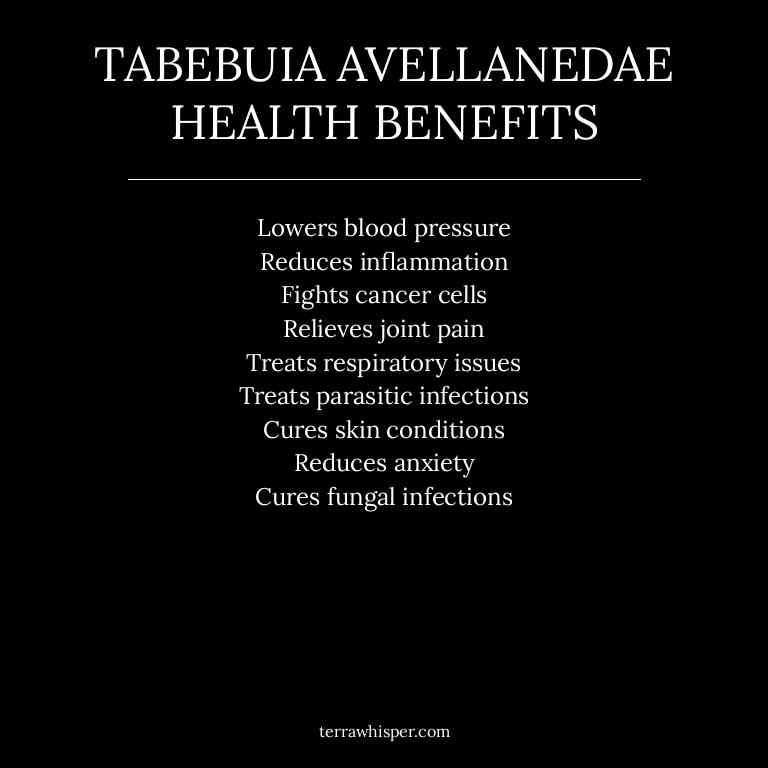 TABEBUIA AVELLANEDAE
HEALTH BENEFITS
Lowers blood pressure
Reduces inflammation
Fights cancer cells
Relieves joint pain
Treats respiratory issues
Treats parasitic infections
Cures skin conditions
Reduces anxiety
Cures fungal infections
terrawhisper.com